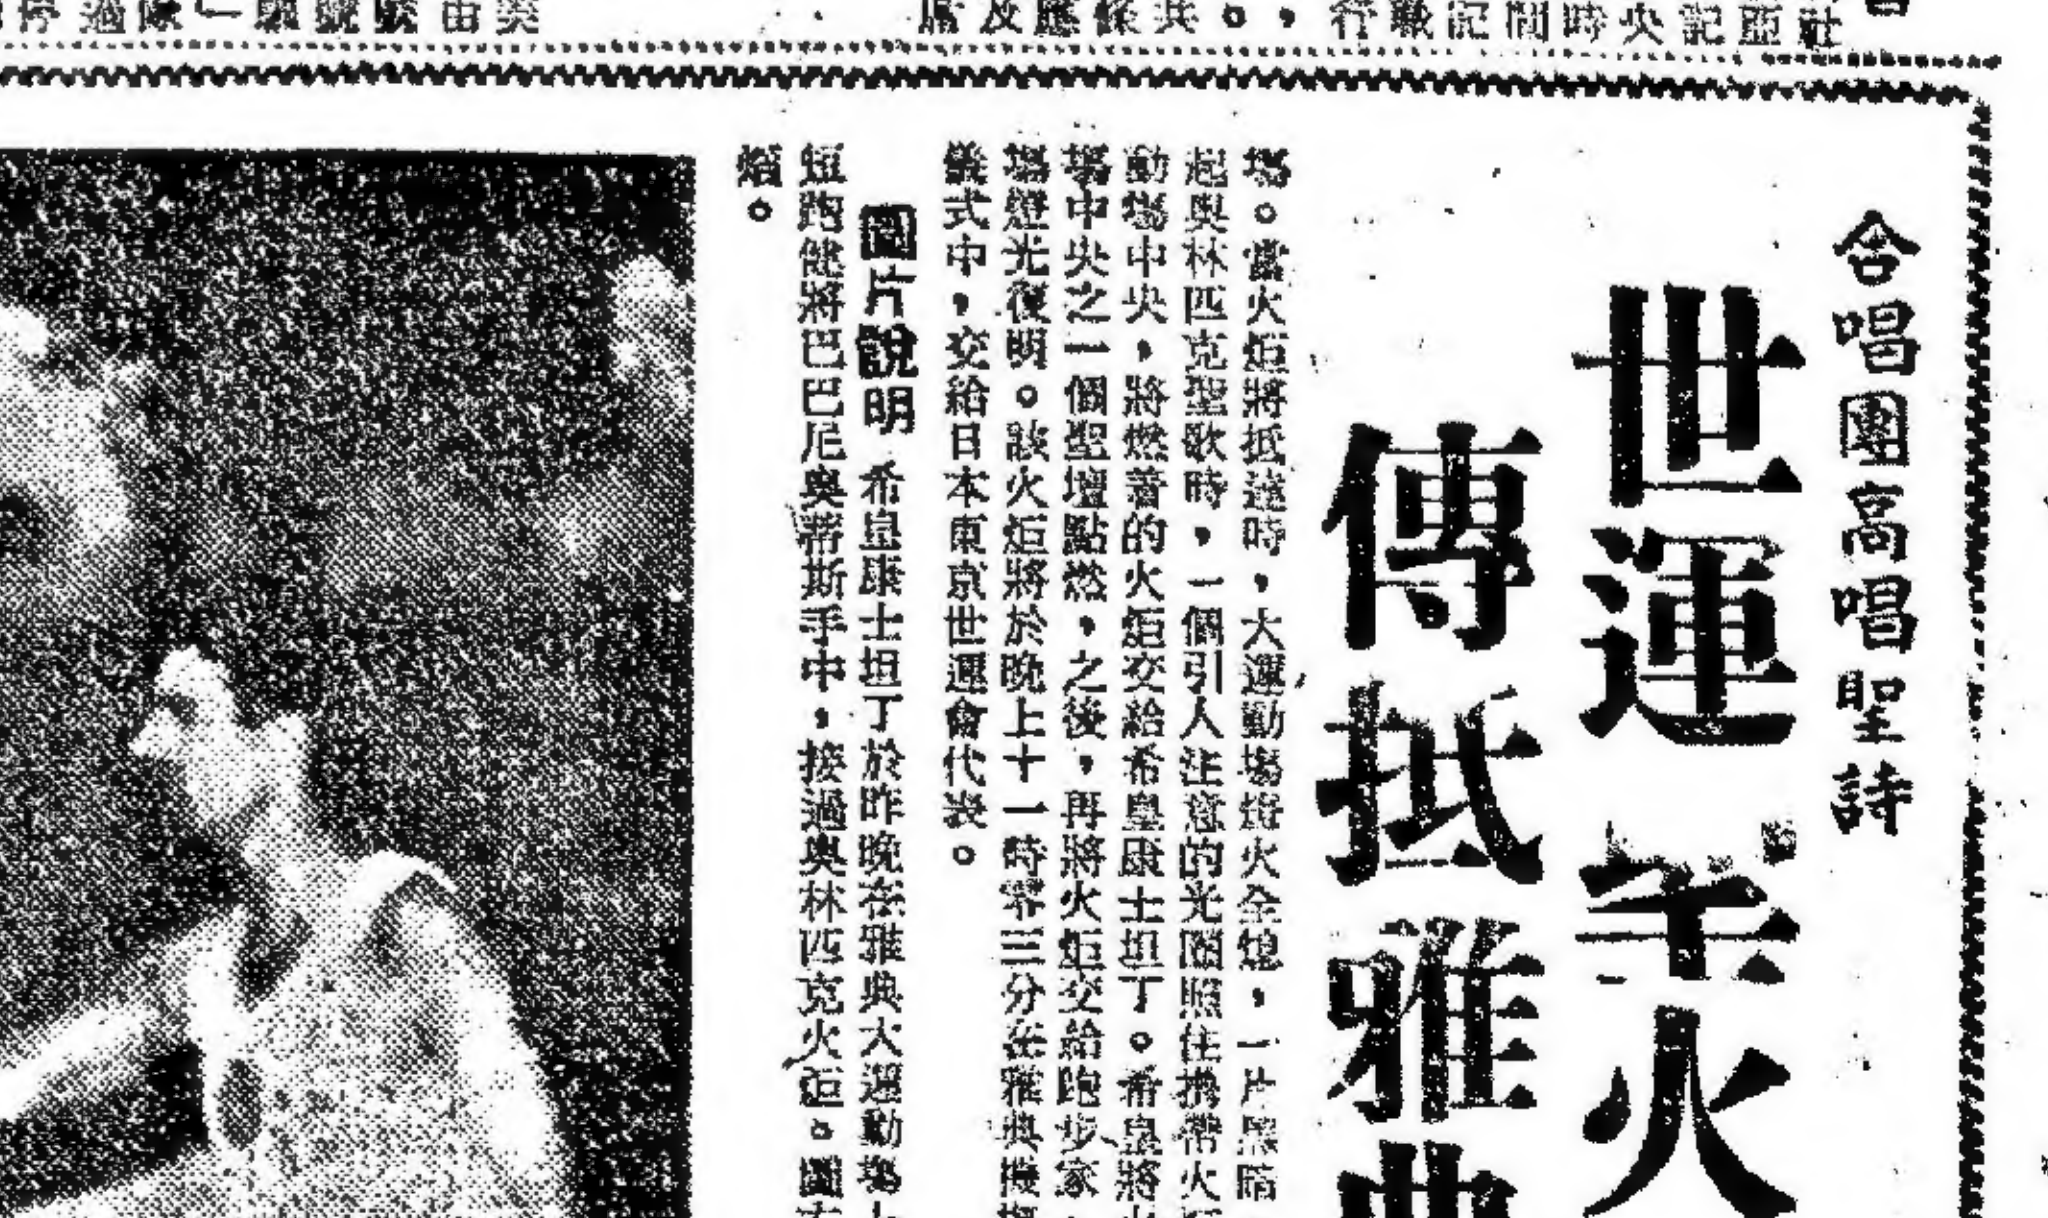 合唱團高唱聖詩
世運圣火
傳抵雅典
場。當火炬將抵達時，大運動場燈火全熄，一片黑暗
起奧林匹克聖歌時，一個引人注意的光圈照住攜帶火
動場中央，將燃着的火炬交給希皇康士坦丁。希皇將
場中央之一個聖壇點燃，之後，再將火炬交給跑步家
場燈光復明。該火炬將於晚上十一時零三分在雅典機場
儀式中，交給日本東京世運會代表。
圖片說明 希皇康士坦丁於昨晚在雅典大運動場
短跑健將巴巴尼奧蒂斯手中，接過奧林匹克火炬。圖